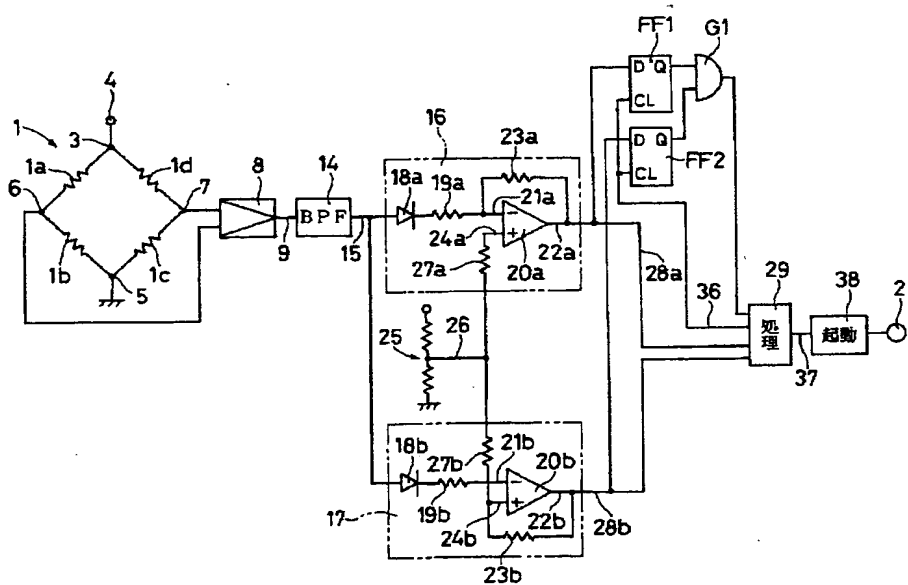 FF1
G1
D Q
CL
4
1
3
1a
1d
6
7
1b
1c
5
8
9
BPF
14
15
16
18a
19a
23a
21a
24a
20a
22a
27a
D Q
CL
FF2
28a
36
29
処理
38
起動
37
2
25
26
18b
27b
21b
20b
19b
24b
22b
23b
28b
17